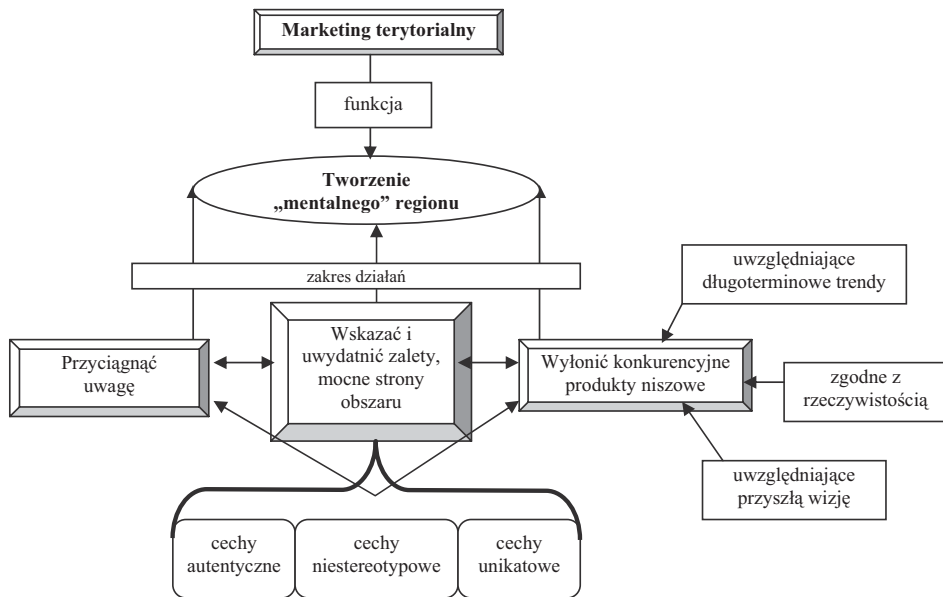 Marketing terytorialny
funkcja
Tworzenie
„mentalnego” regionu
zakres działań
uwzględniające
długoterminowe trendy
Przyciągnąć
uwagę
Wskazać i
uwydatnić zalety,
mocne strony
obszaru
Wyłonić konkurencyjne
produkty niszowe
zgodne z
rzeczywistością
uwzględniające
przyszłą wizję
cechy
autentyczne
cechy
niestereotypowe
cechy
unikatowe